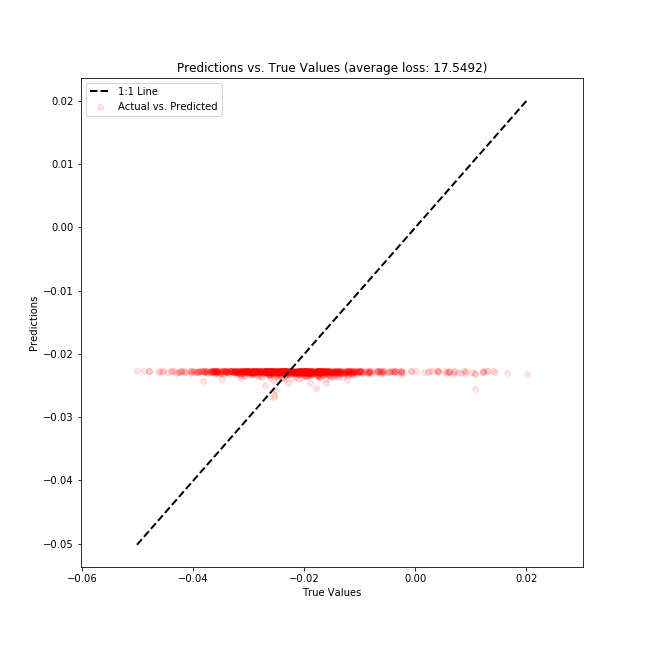 Predictions vs. True Values (average loss: 17.5492)
1:1 Line
Actual vs. Predicted
0.02
0.01
0.00
−0.01
−0.02
−0.03
−0.04
−0.05
Predictions
−0.06
−0.04
−0.02
0.00
0.02
True Values